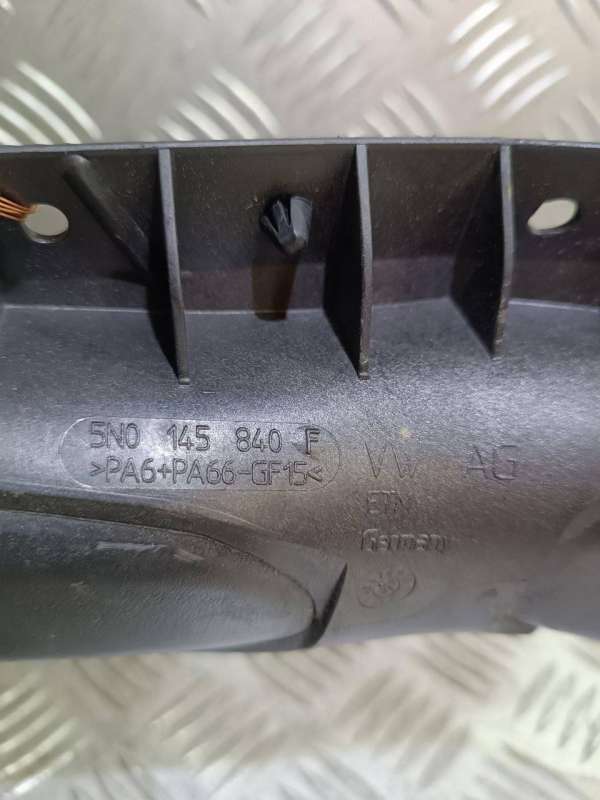 5N0 145 840 F
>PA6+PA66-GF15<
VW AG
Germany